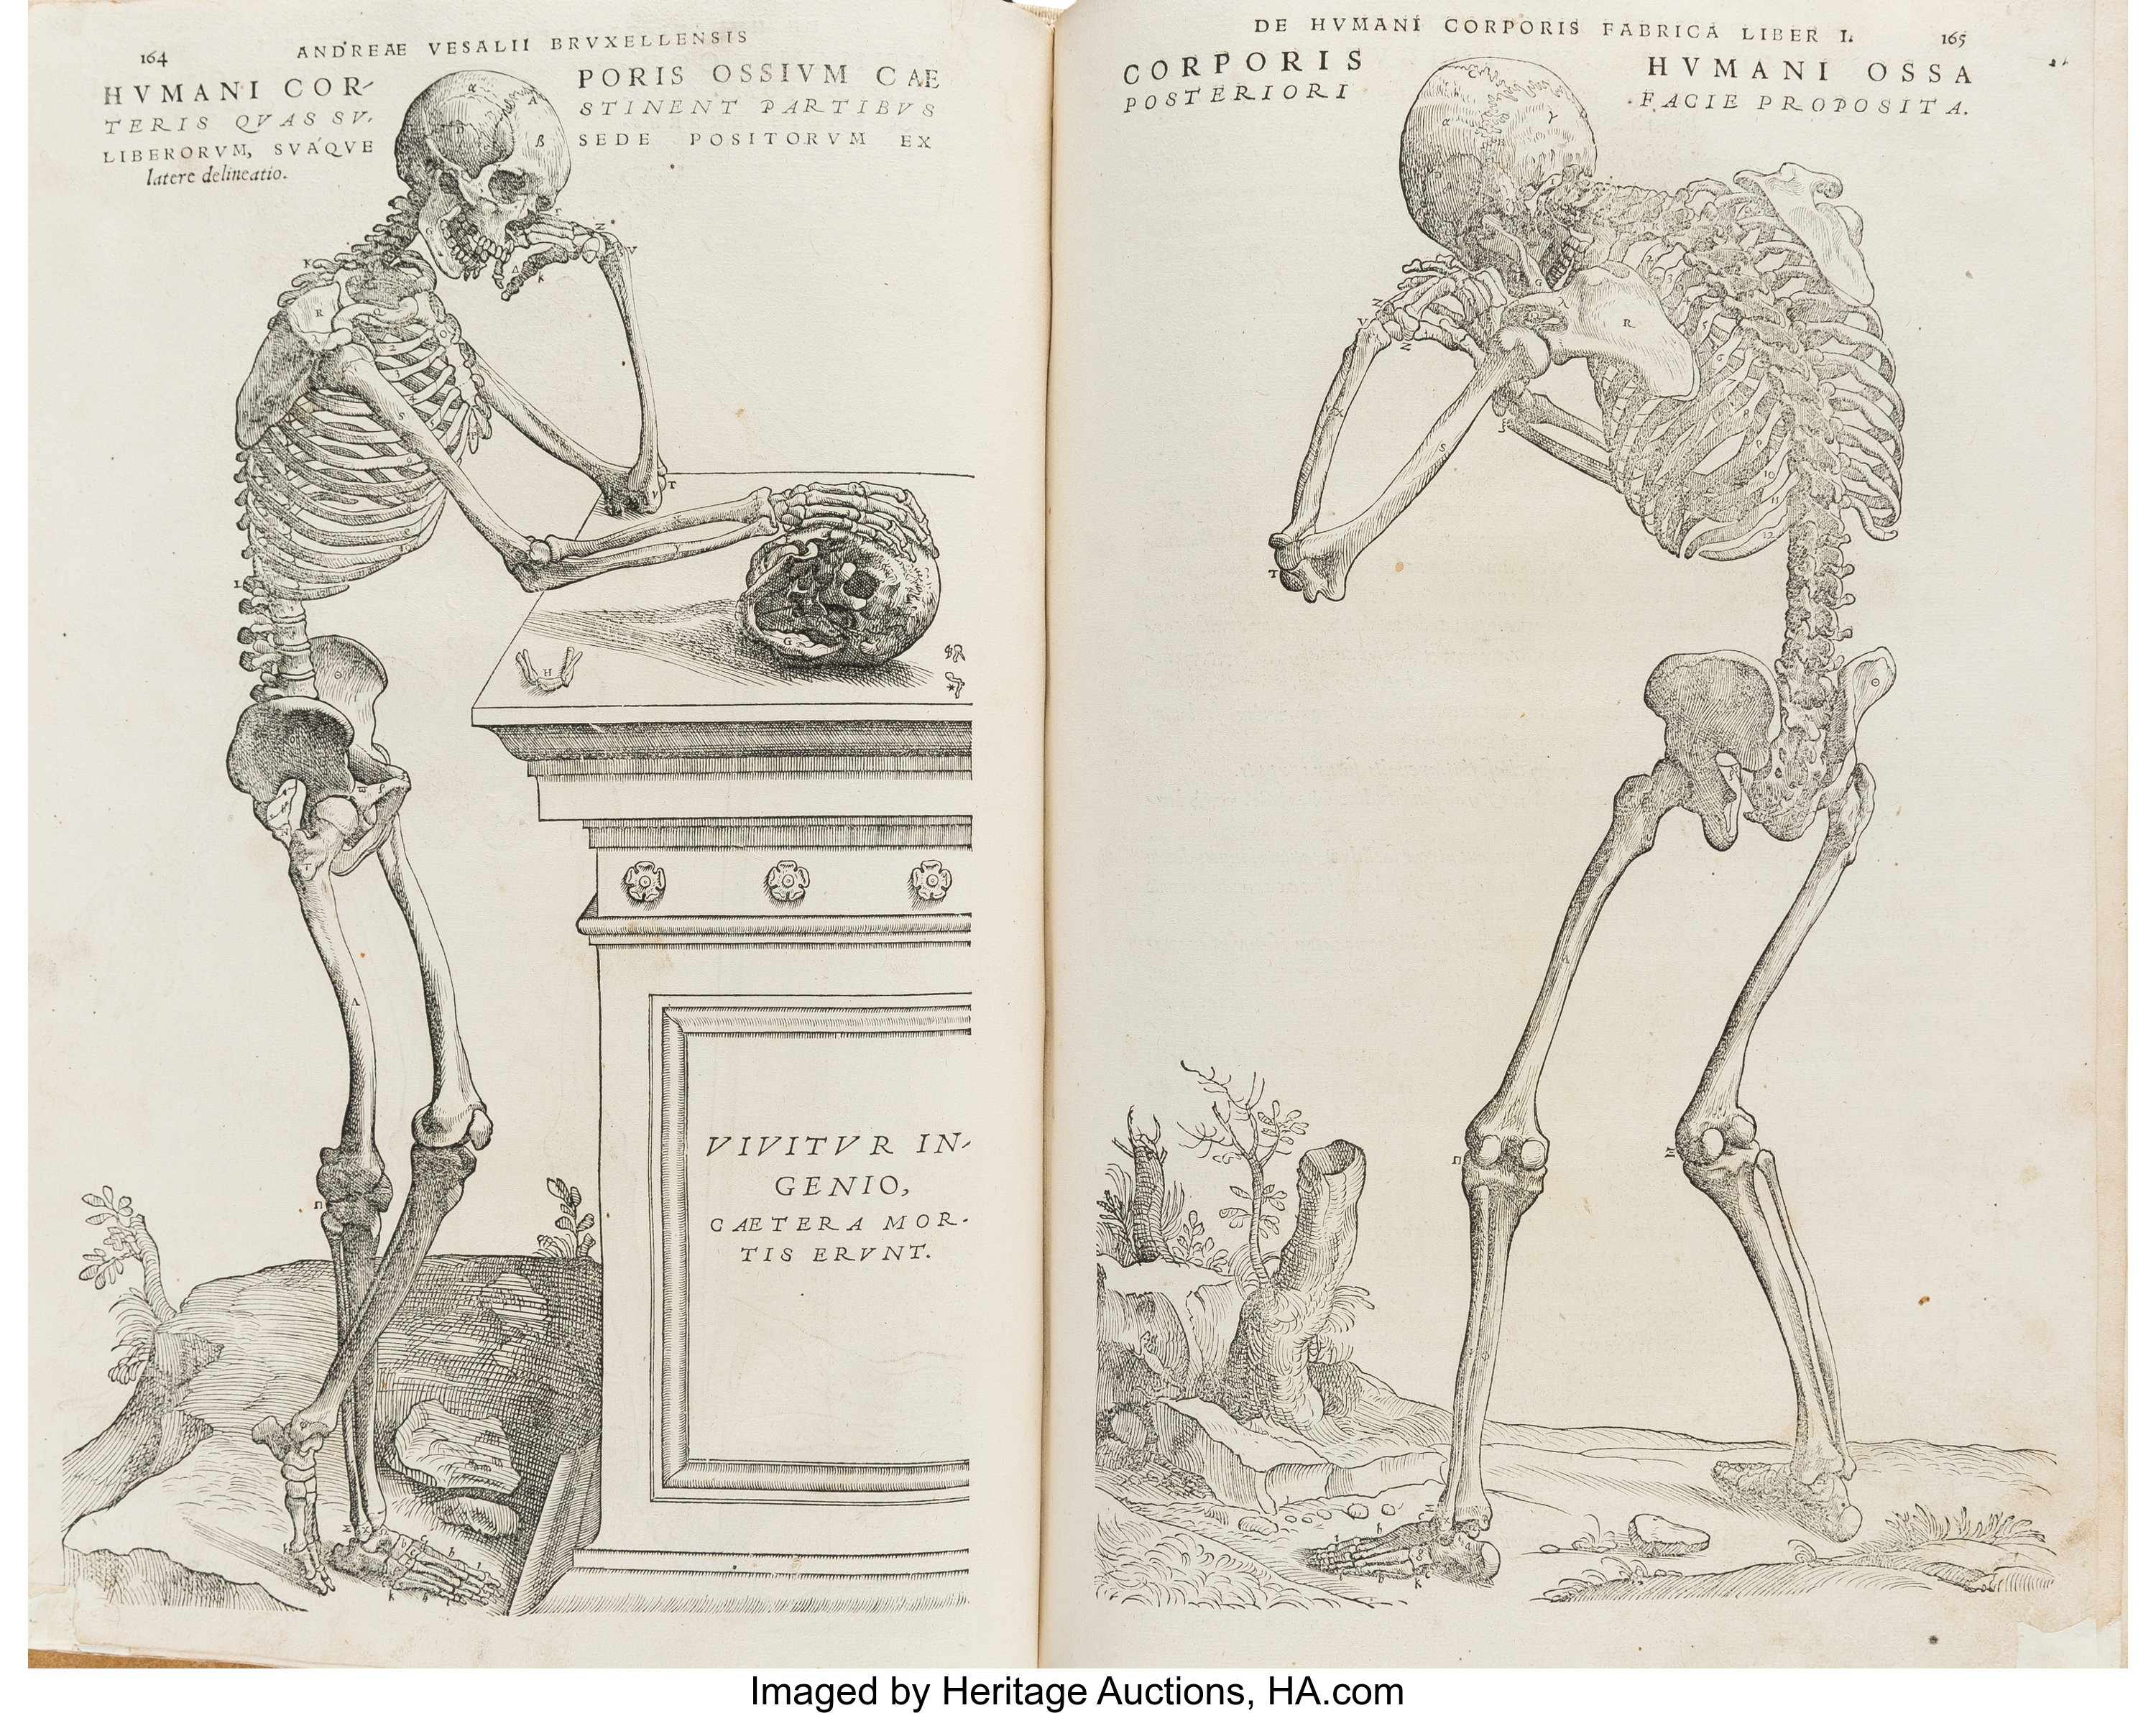 164
ANDREAE VESALII BRVXELLENSIS
HVMANI COR-
PORIS OSSIVM CAE
TERIS QVAS SV-
STINENT PARTIBVS
LIBERORVM, SVÁQVE
SEDE POSITORVM EX
latere delineatio.
VIVITVR IN-
GENIO,
CAETERA MOR-
TIS ERVNT.
DE HVMANI CORPORIS FABRICA LIBER I.
165
CORPORIS HVMANI OSSA
POSTERIORI FACIE PROPOSITA.
Imaged by Heritage Auctions, HA.com